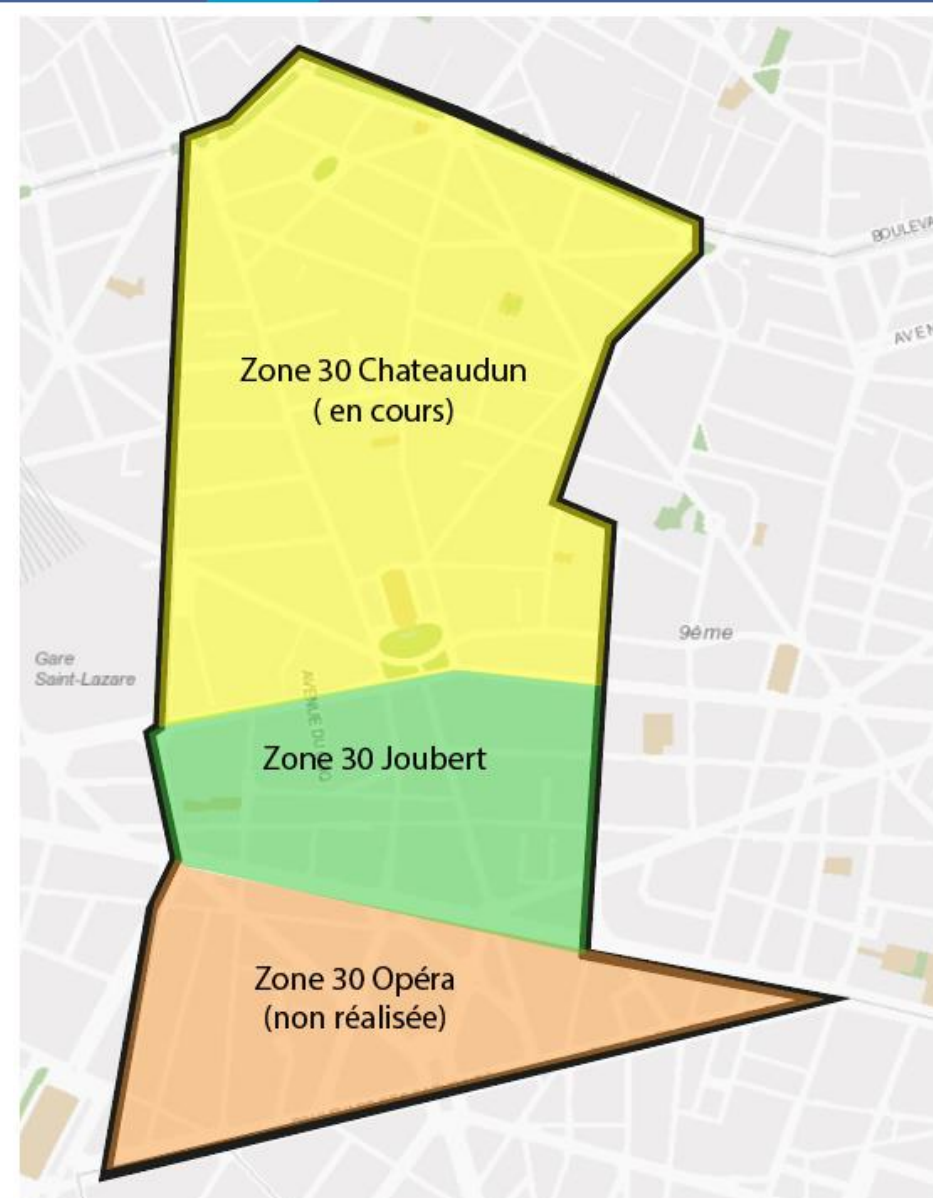 BOULEVA
AVEN
Zone 30 Chateaudun
( en cours)
9ème
Gare
Saint-Lazare
AVENUE DU
Zone 30 Joubert
Zone 30 Opéra
(non réalisée)